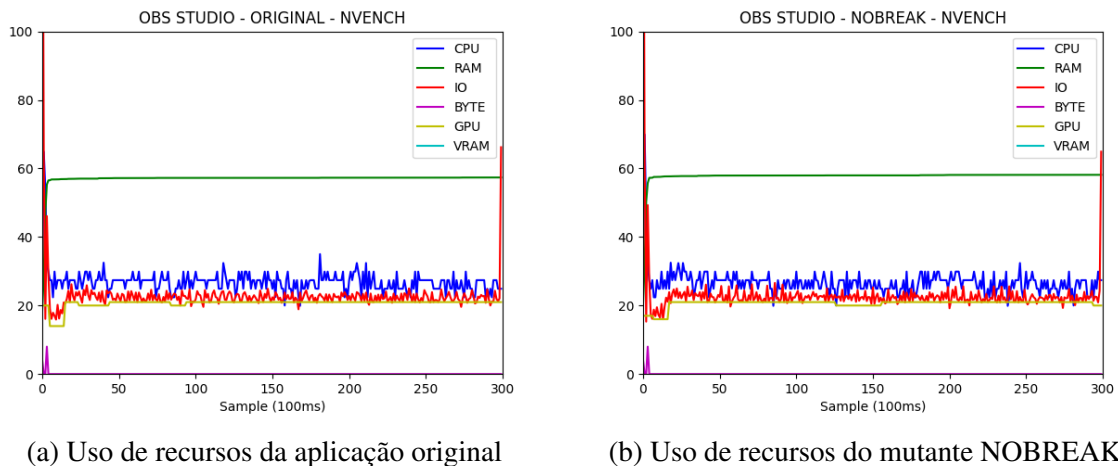 OBS STUDIO - ORIGINAL - NVENCH
100
80
60
40
20
0
CPU
RAM
IO
BYTE
GPU
VRAM
0 50 100 150 200 250 300
Sample (100ms)
(a) Uso de recursos da aplicação original
OBS STUDIO - NOBREAK - NVENCH
100
80
60
40
20
0
CPU
RAM
IO
BYTE
GPU
VRAM
0 50 100 150 200 250 300
Sample (100ms)
(b) Uso de recursos do mutante NOBREAK